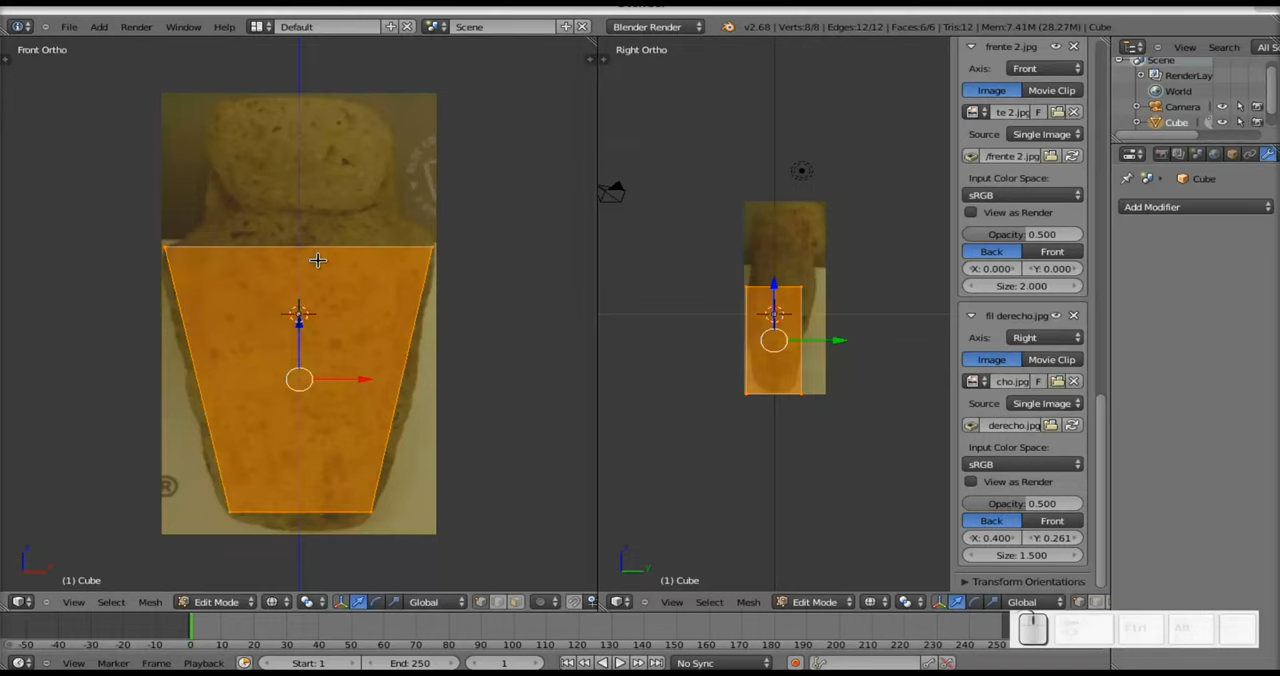 File Add Render Window Help Default Scene Blender Render v2.68 | Verts:8/8 | Edges:12/12 | Faces:6/6 | Tris:12 | Mem:7.41M (28.27M) | Cube
Front Ortho
Right Ortho
frente 2.jpg
Axis: Front
Image Movie Clip
te 2.jpg F
Source Single Image
/frente 2.jpg
Input Color Space:
sRGB
View as Render
Opacity: 0.500
Back Front
X: 0.000 Y: 0.000
Size: 2.000
fil derecho.jpg
Axis: Right
Image Movie Clip
cho.jpg F
Source Single Image
derecho.jpg
Input Color Space:
sRGB
View as Render
Opacity: 0.500
Back Front
X: 0.400 Y: 0.261
Size: 1.500
Transform Orientations
View Search All S
Scene
RenderLay
World
Camera
Cube
Cube
Add Modifier
(1) Cube
(1) Cube
View Select Mesh Edit Mode Global
View Select Mesh Edit Mode Global
Ctrl Alt
-50 -40 -30 -20 -10 0 10 20 30 40 50 60 70 80 90 100 110 120 130 140 150 160 170 180 190 200 210 220 230 240 250
View Marker Frame Playback Start: 1 End: 250 1 No Sync